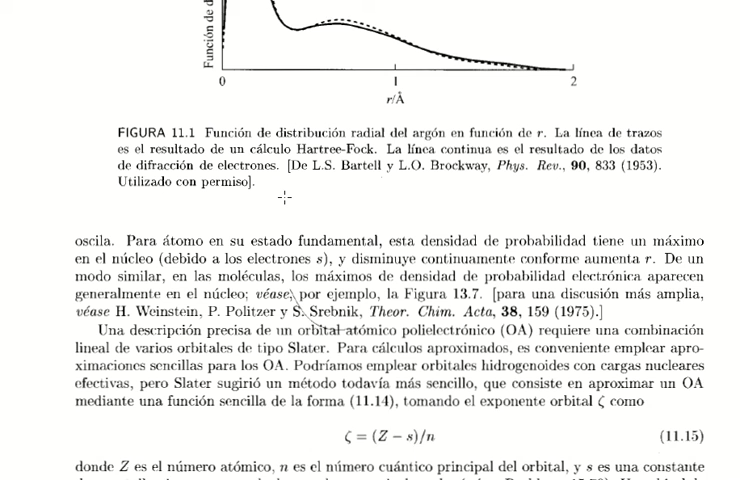 Función de d
0 1 2
r/Å
FIGURA 11.1 Función de distribución radial del argón en función de r. La línea de trazos
es el resultado de un cálculo Hartree-Fock. La línea continua es el resultado de los datos
de difracción de electrones. [De L.S. Bartell y L.O. Brockway, Phys. Rev., 90, 833 (1953).
Utilizado con permiso].
oscila. Para átomo en su estado fundamental, esta densidad de probabilidad tiene un máximo
en el núcleo (debido a los electrones s), y disminuye continuamente conforme aumenta r. De un
modo similar, en las moléculas, los máximos de densidad de probabilidad electrónica aparecen
generalmente en el núcleo; véase, por ejemplo, la Figura 13.7. [para una discusión más amplia,
véase H. Weinstein, P. Politzer y S. Srebnik, Theor. Chim. Acta, 38, 159 (1975).]
Una descripción precisa de un orbital atómico polielectrónico (OA) requiere una combinación
lineal de varios orbitales de tipo Slater. Para cálculos aproximados, es conveniente emplear apro-
ximaciones sencillas para los OA. Podríamos emplear orbitales hidrogenoides con cargas nucleares
efectivas, pero Slater sugirió un método todavía más sencillo, que consiste en aproximar un OA
mediante una función sencilla de la forma (11.14), tomando el exponente orbital ζ como
ζ = (Z − s)/n (11.15)
donde Z es el número atómico, n es el número cuántico principal del orbital, y s es una constante